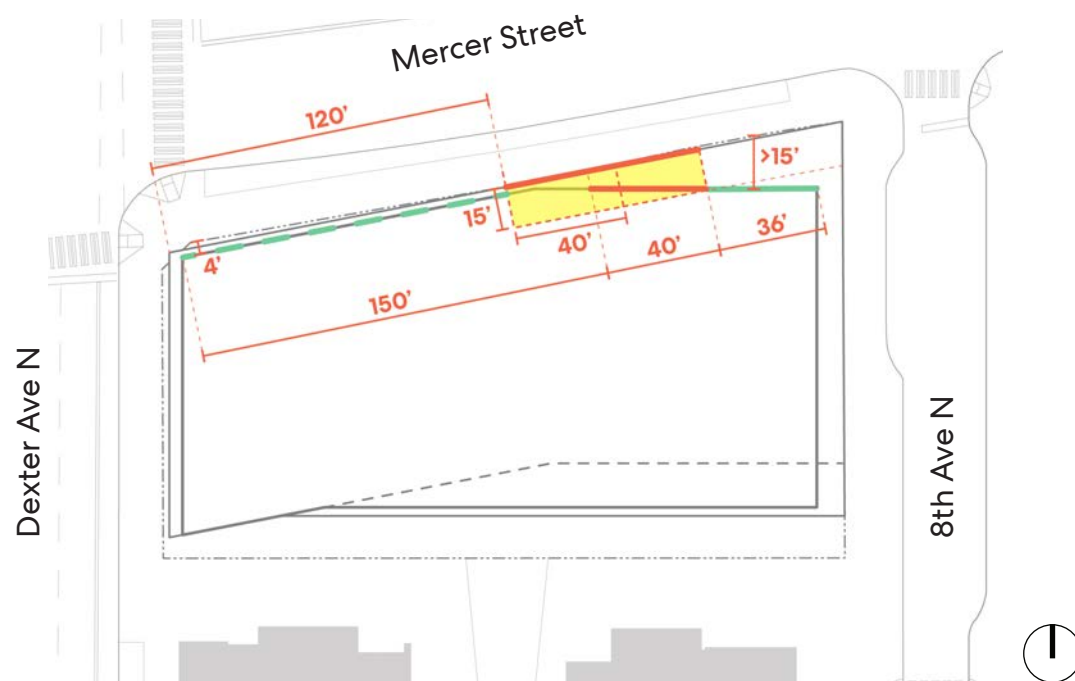 Mercer Street
120'
>15'
15'
40'
40'
36'
4'
150'
Dexter Ave N
8th Ave N